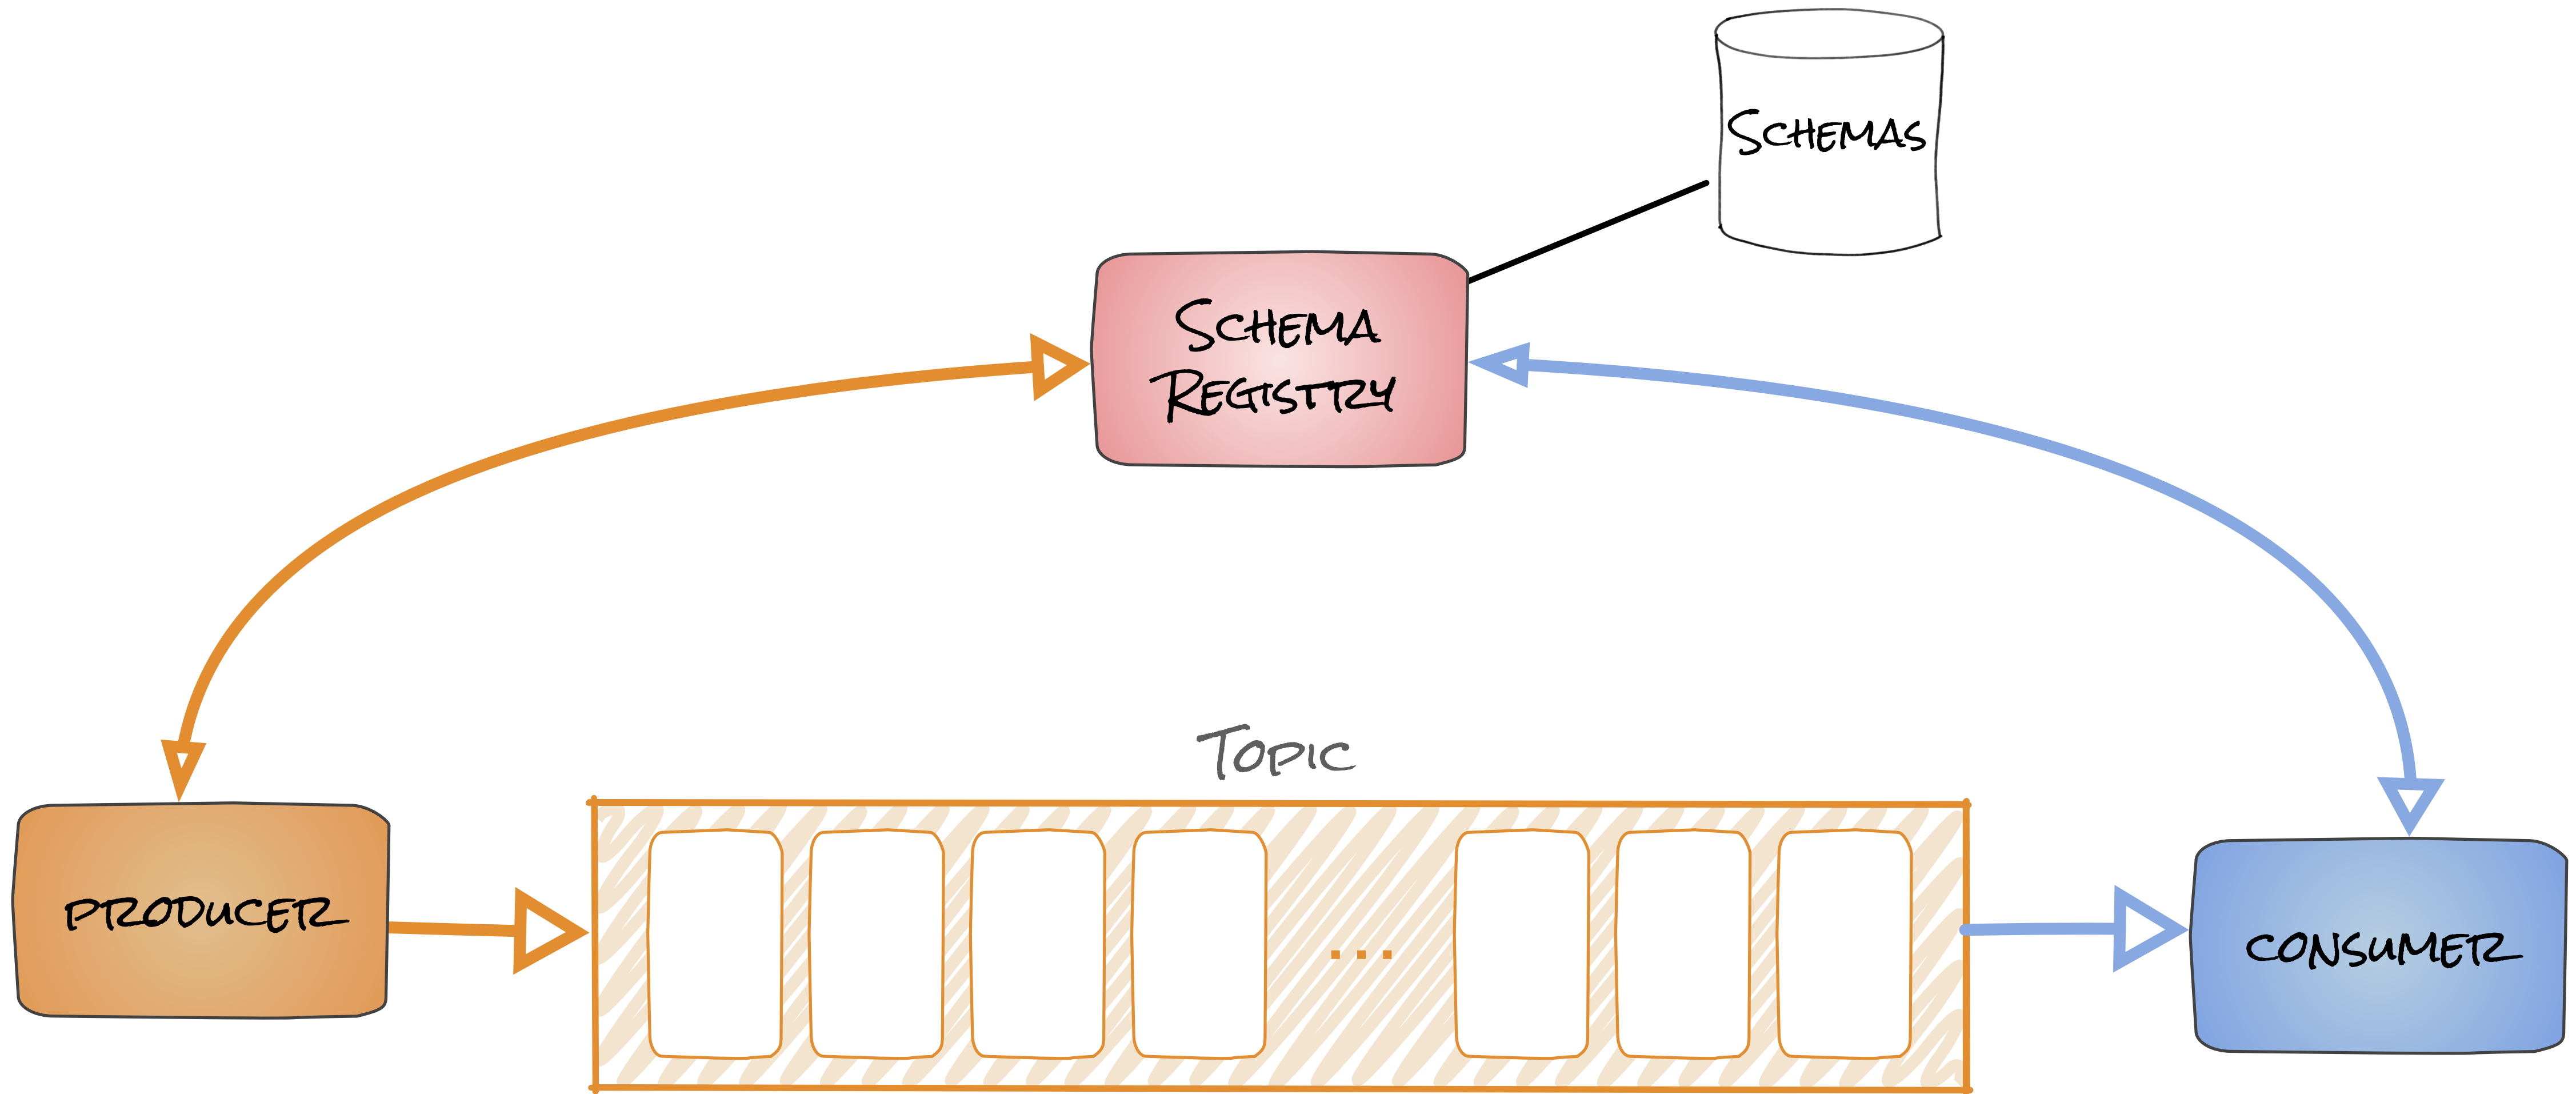 Schemas
Schema
Registry
Topic
...
producer
consumer